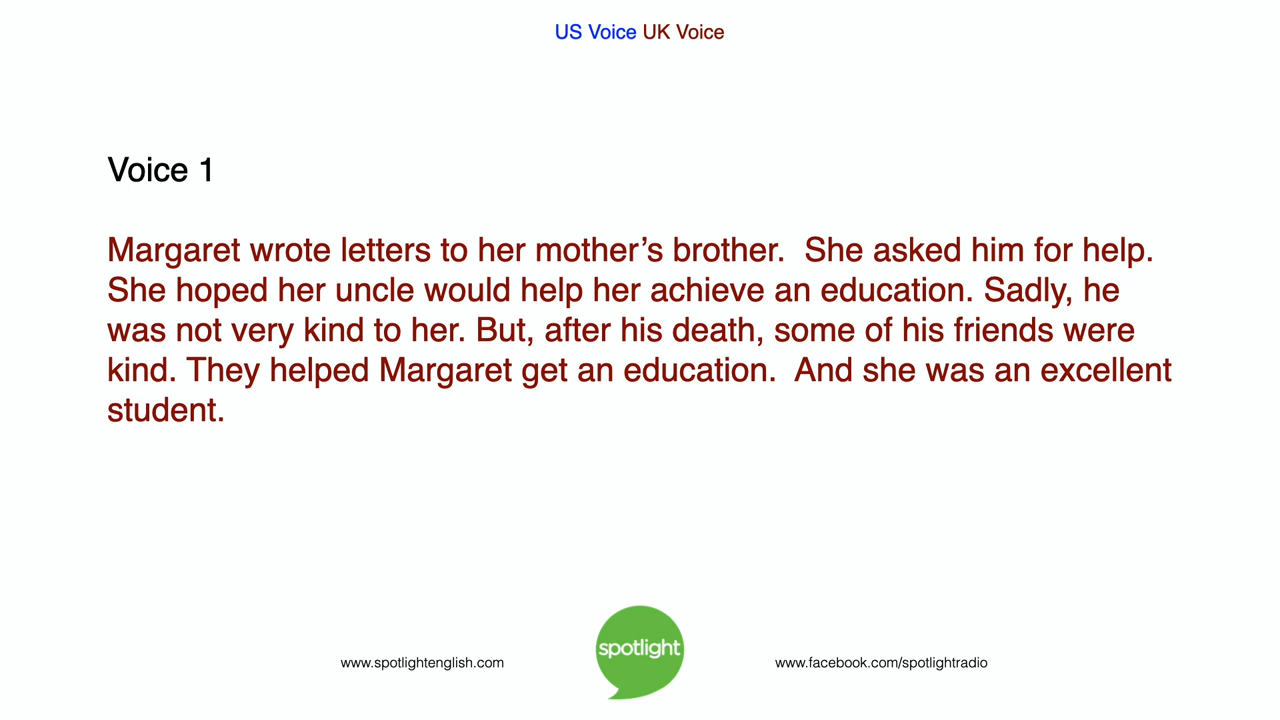 US Voice UK Voice
Voice 1
Margaret wrote letters to her mother’s brother.  She asked him for help.
She hoped her uncle would help her achieve an education. Sadly, he
was not very kind to her. But, after his death, some of his friends were
kind. They helped Margaret get an education.  And she was an excellent
student.
www.spotlightenglish.com
spotlight
www.facebook.com/spotlightradio